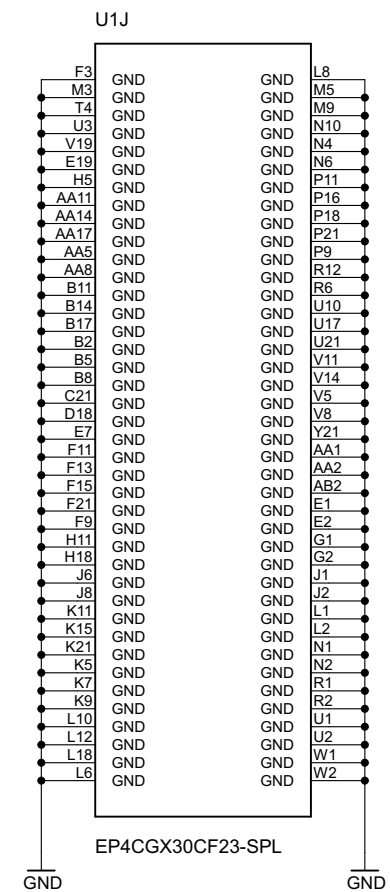 U1J
F3 GND GND L8
M3 GND GND M5
T4 GND GND M9
U3 GND GND N10
V19 GND GND N4
E19 GND GND N6
H5 GND GND P11
AA11 GND GND P16
AA14 GND GND P18
AA17 GND GND P21
AA5 GND GND P9
AA8 GND GND R12
B11 GND GND R6
B14 GND GND U10
B17 GND GND U17
B2 GND GND U21
B5 GND GND V11
B8 GND GND V14
C21 GND GND V5
D18 GND GND V8
E7 GND GND Y21
F11 GND GND AA1
F13 GND GND AA2
F15 GND GND AB2
F21 GND GND E1
F9 GND GND E2
H11 GND GND G1
H18 GND GND G2
J6 GND GND J1
J8 GND GND J2
K11 GND GND L1
K15 GND GND L2
K21 GND GND N1
K5 GND GND N2
K7 GND GND R1
K9 GND GND R2
L10 GND GND U1
L12 GND GND U2
L18 GND GND W1
L6 GND GND W2
EP4CGX30CF23-SPL
GND GND